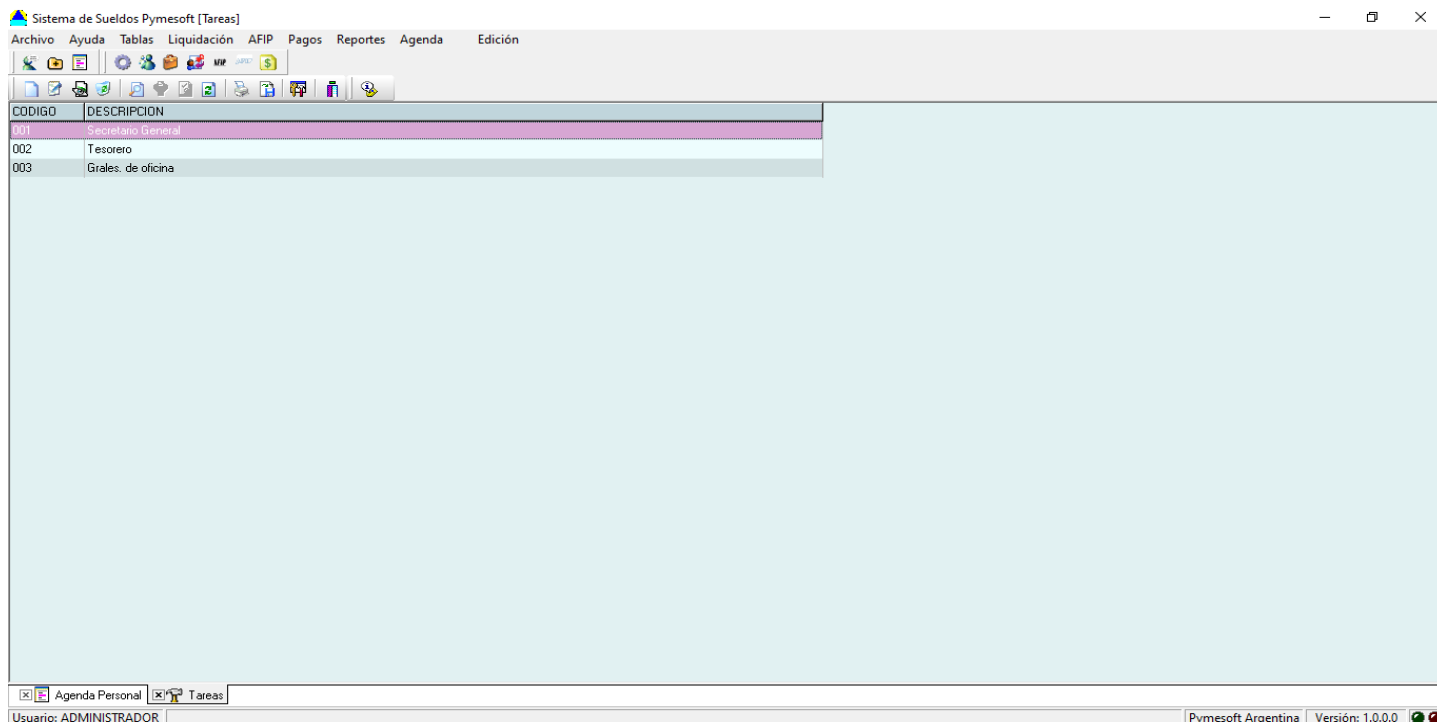 Sistema de Sueldos Pymesoft [Tareas]
Archivo Ayuda Tablas Liquidación AFIP Pagos Reportes Agenda Edición
CODIGO DESCRIPCION
001 Secretario General
002 Tesorero
003 Grales. de oficina
Agenda Personal Tareas
Usuario: ADMINISTRADOR Pymesoft Argentina Versión: 1.0.0.0